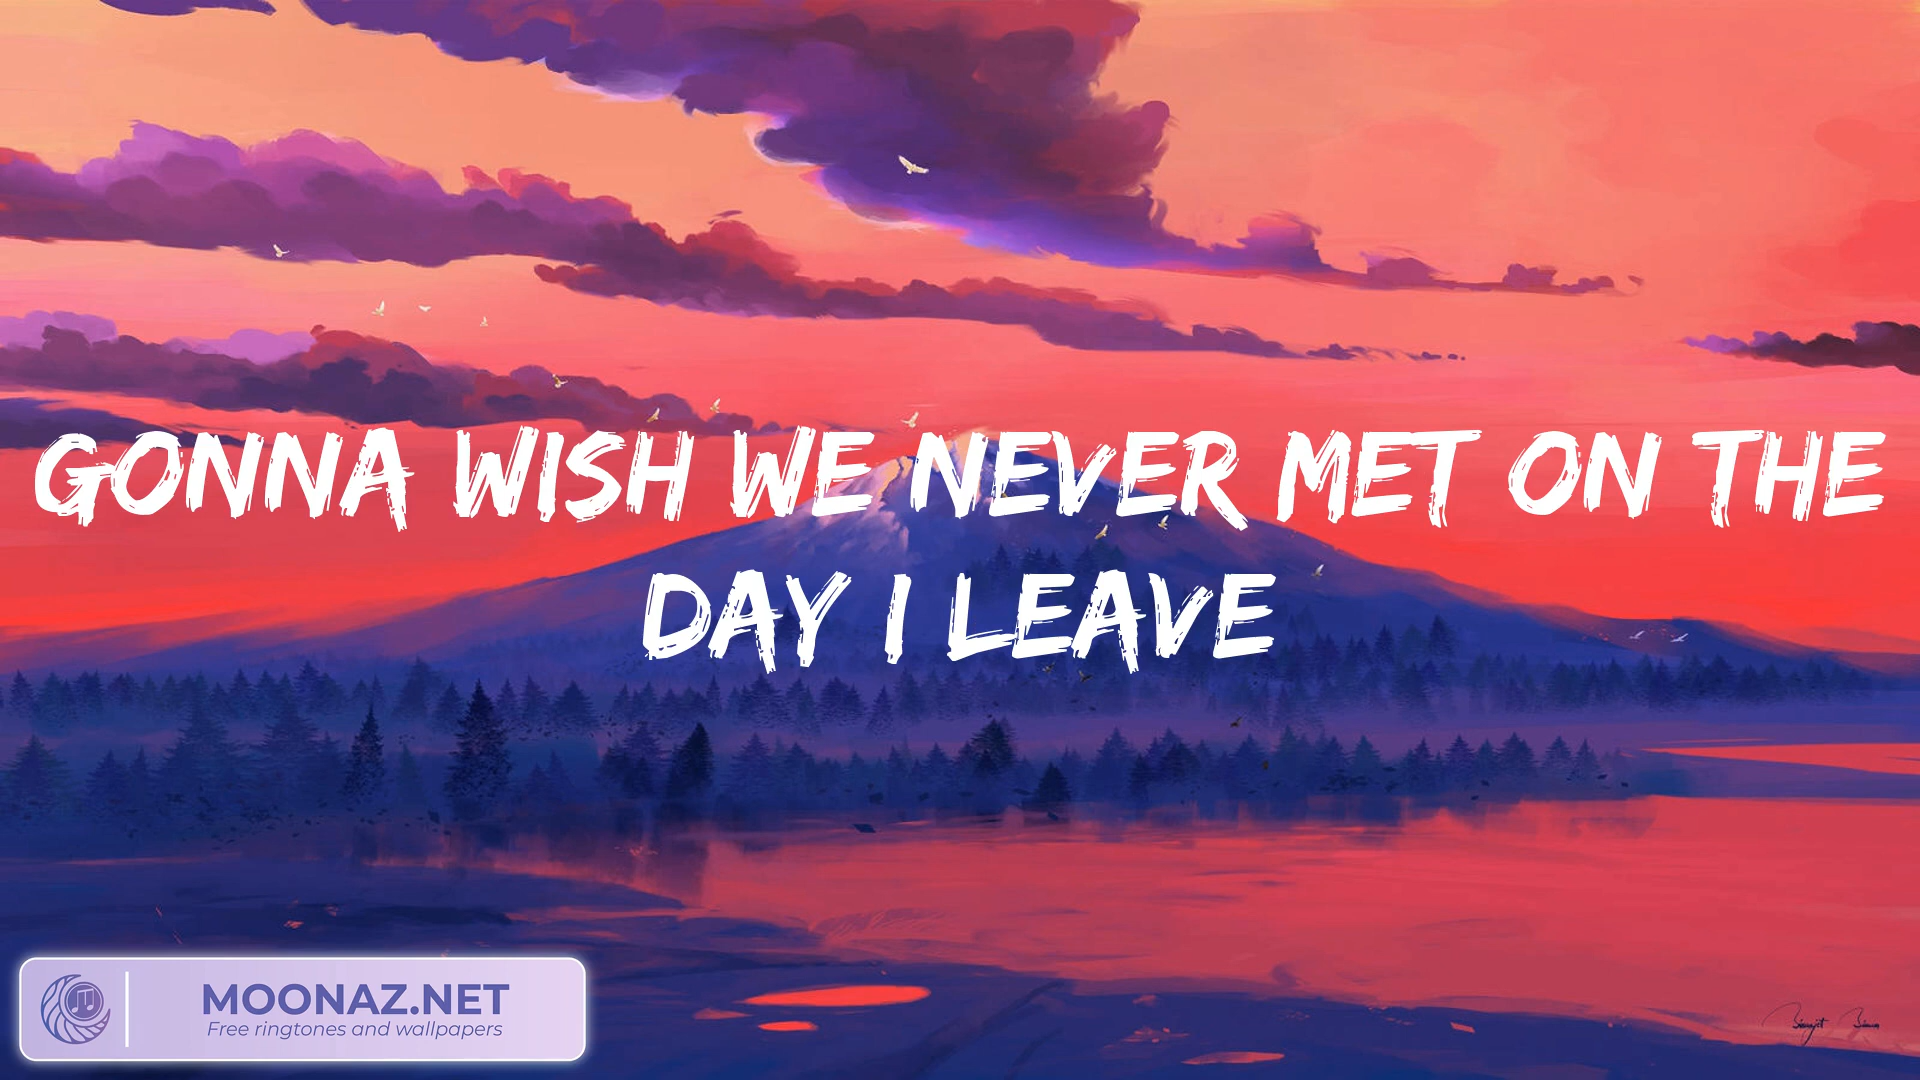 GONNA WISH WE NEVER MET ON THE
DAY I LEAVE
MOONAZ.NET
Free ringtones and wallpapers